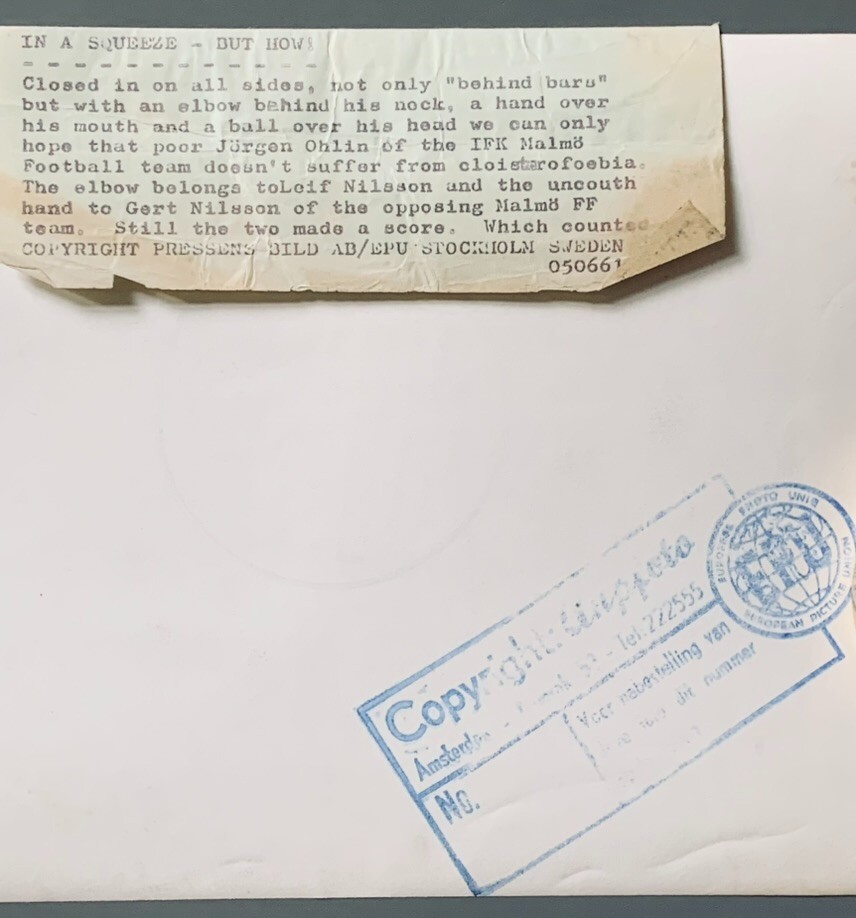 IN A SQUEEZE - BUT HOW!
- - - - - - - - - - - -
Closed in on all sides, not only "behind bars"
but with an elbow behind his neck, a hand over
his mouth and a ball over his head we can only
hope that poor Jörgen Ohlin of the IFK Malmö
Football team doesn't suffer from cloisterofoebia.
The elbow belongs toLeif Nilsson and the uncouth
hand to Gert Nilsson of the opposing Malmö FF
team. Still the two made a score. Which counted
COPYRIGHT PRESSENS BILD AB/EPU STOCKHOLM SWEDEN
050661
EUROPEAN PICTURE UNION
Copyright:
Amsterdam - Tel. 222555
No.
Voor nabestelling van
dit nummer